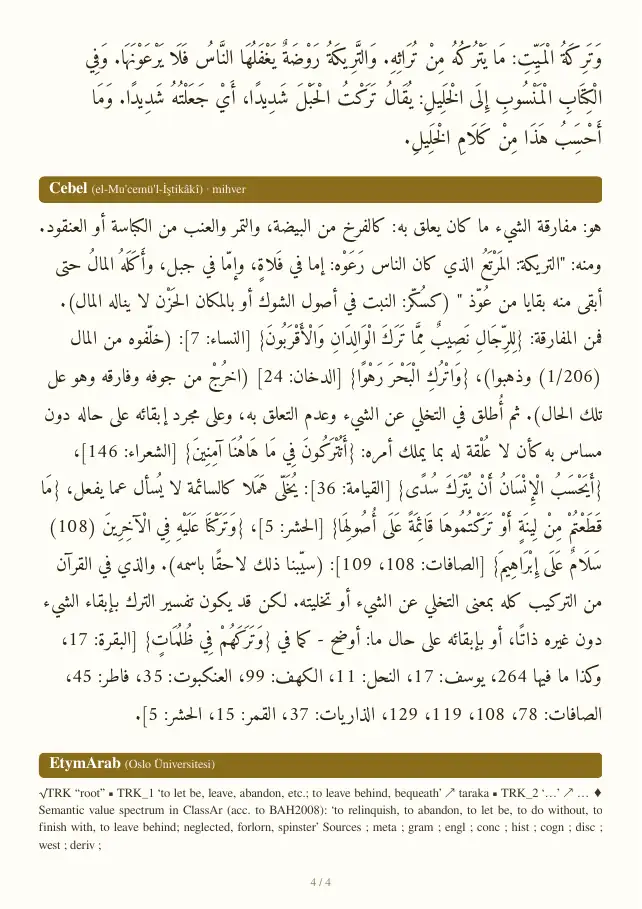 وَتَرِكَةُ الْمَيِّتِ: مَا يَتْرُكُهُ مِنْ تُرَاثِهِ. وَالتَّرِيكَةُ رَوْضَةٌ يَغْفَلُهَا النَّاسُ فَلَا يَرْعَوْنَهَا. وَفِي
الْكِتَابِ الْمَنْسُوبِ إِلَى الْخَلِيلِ: يُقَالُ تَرَكْتُ الْحَبْلَ شَدِيدًا، أَيْ جَعَلْتُهُ شَدِيدًا. وَمَا
أَحْسَِبُ هَذَا مِنْ كَلَامِ الْخَلِيلِ.
Cebel (el-Mu'cemü'l-İştikâkî) · mihver
هو: مفارقة الشيء ما كان يعلق به: كالفرخ من البيضة، والتمر والعنب من الكِباسة أو العنقود.
ومنه: "التريكة: المَرْتَعُ الذي كان الناس رَعَوْه: إما في فَلاةٍ، وإمّا في جبل، وأَكَلَهُ المالُ حتى
أبقى منه بقايا من عُوّذ " (كسُكّر: النبت في أصول الشوك أو بالمكان الحَزْن لا يناله المال).
فمن المفارقة: {لِلرِّجَالِ نَصِيبٌ مِمَّا تَرَكَ الْوَالِدَانِ وَالْأَقْرَبُونَ} [النساء: 7]: (خلّفوه من المال
(1/206) وذهبوا)، {وَاتْرُكِ الْبَحْرَ رَهْوًا} [الدخان: 24] (اخرُجْ من جوفه وفارقه وهو على
تلك الحال). ثم أُطلق في التخلي عن الشيء وعدم التعلق به، وعلى مجرد إبقائه على حاله دون
مساس به كأن لا عُلْقة له بما يملك أمره: {أَتُتْرَكُونَ فِي مَا هَاهُنَا آمِنِينَ} [الشعراء: 146]،
{أَيَحْسَبُ الْإِنْسَانُ أَنْ يُتْرَكَ سُدًى} [القيامة: 36]: يُخَلَّى هَمَلا كالسائمة لا يُسأل عما يفعل، {مَا
قَطَعْتُمْ مِنْ لِينَةٍ أَوْ تَرَكْتُمُوهَا قَائِمَةً عَلَى أُصُولِهَا} [الحشر: 5]، {وَتَرَكْنَا عَلَيْهِ فِي الْآخِرِينَ (108)
سَلَامٌ عَلَى إِبْرَاهِيمَ} [الصافات: 108، 109]: (سيّبنا ذلك لاحقًا باسمه). والذي في القرآن
من التركيب كله بمعنى التخلي عن الشيء أو تخليته. لكن قد يكون تفسير الترك بإبقاء الشيء
دون غيره ذاتًا، أو بإبقائه على حال ما: أوضح - كما في {وَتَرَكَهُمْ فِي ظُلُمَاتٍ} [البقرة: 17،
وكذا ما فيها 264، يوسف: 17، النحل: 11، الكهف: 99، العنكبوت: 35، فاطر: 45،
الصافات: 78، 108، 119، 129، الذاريات: 37، القمر: 15، الحشر: 5].
EtymArab (Oslo Üniversitesi)
√TRK “root” ▪ TRK_1 ‘to let be, leave, abandon, etc.; to leave behind, bequeath’ ↗ taraka ▪ TRK_2 ‘…’ ↗ … ♦
Semantic value spectrum in ClassAr (acc. to BAH2008): ‘to relinquish, to abandon, to let be, to do without, to
finish with, to leave behind; neglected, forlorn, spinster’ Sources ; meta ; gram ; engl ; conc ; hist ; cogn ; disc ;
west ; deriv ;
4 / 4